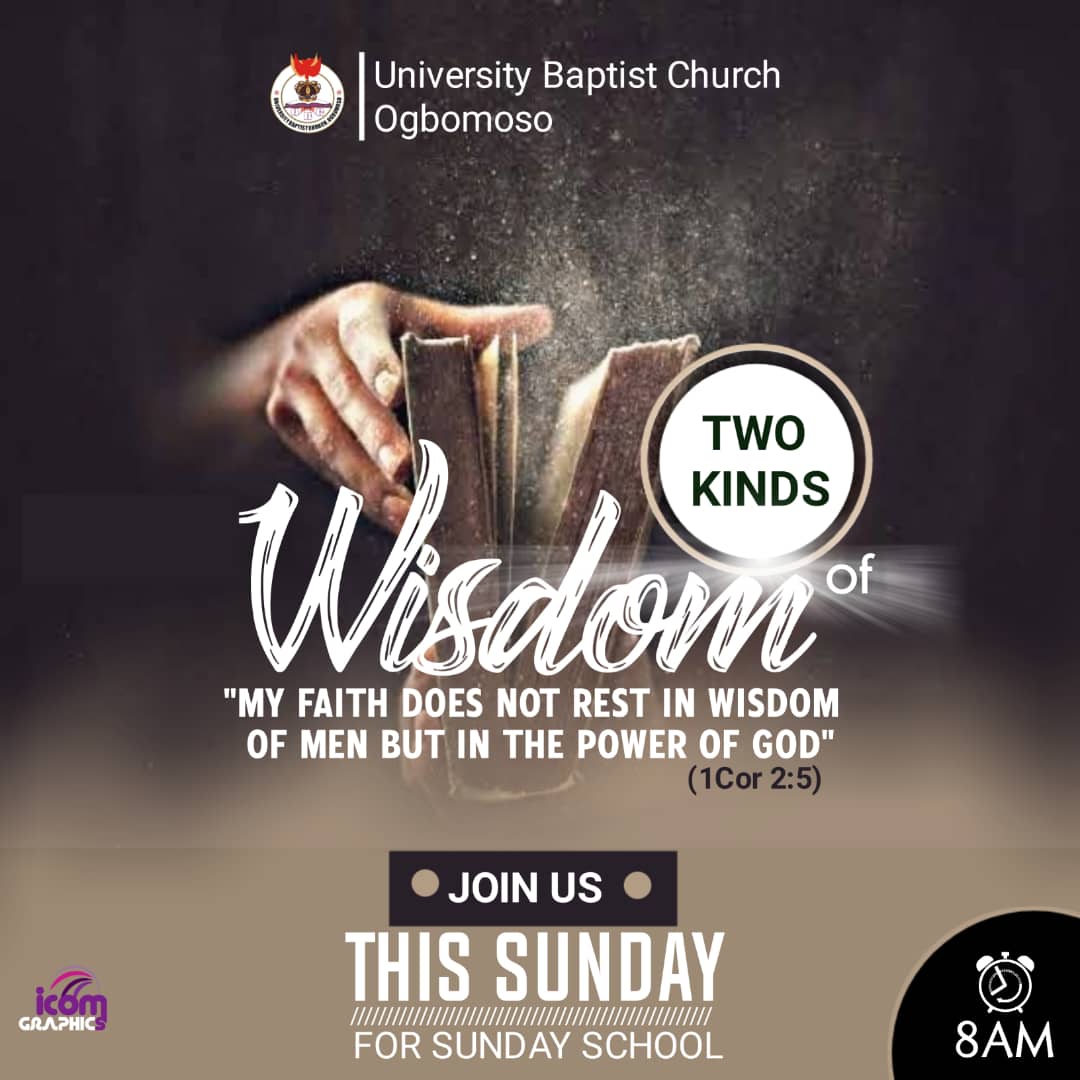 University Baptist Church
Ogbomoso
TWO
KINDS
of
Wisdom
"MY FAITH DOES NOT REST IN WISDOM
OF MEN BUT IN THE POWER OF GOD"
(1Cor 2:5)
JOIN US
THIS SUNDAY
FOR SUNDAY SCHOOL
icom
GRAPHICS
8AM